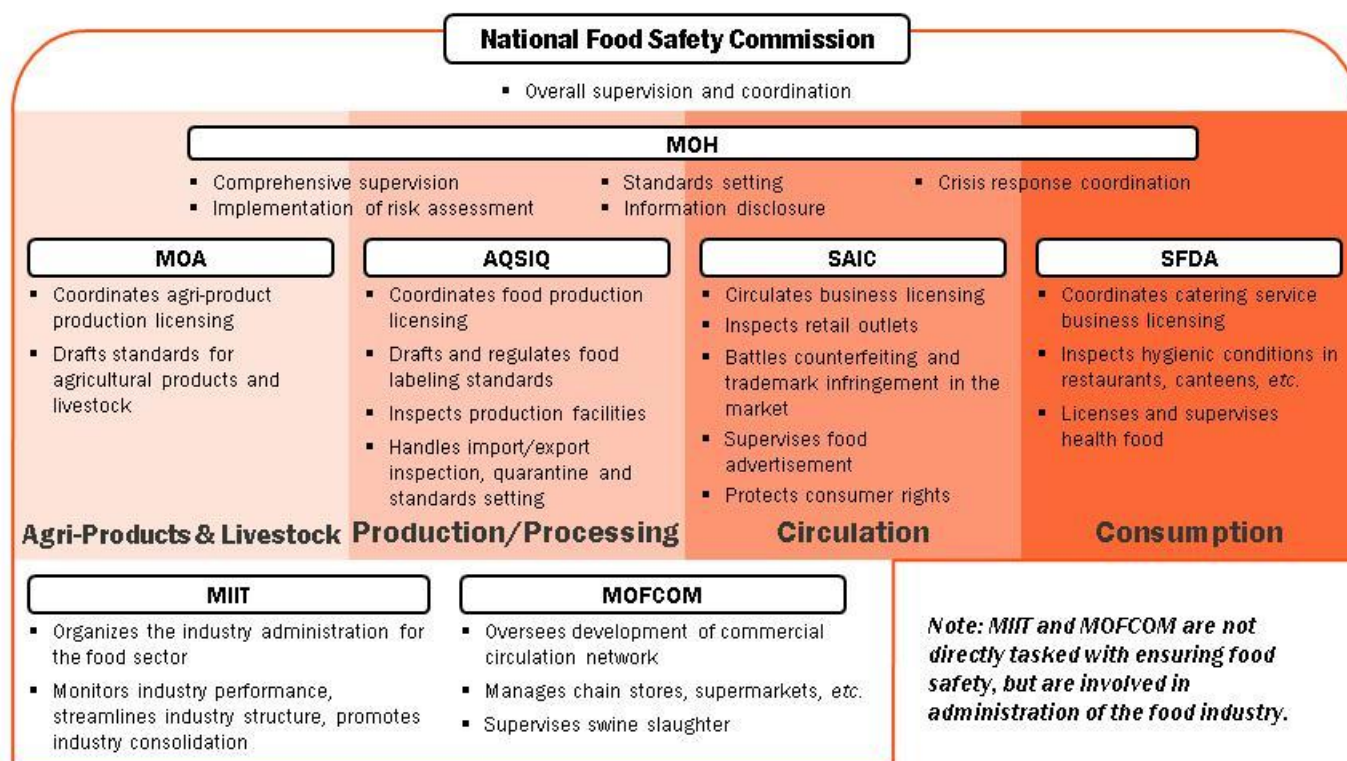 National Food Safety Commission
▪ Overall supervision and coordination
MOH
▪ Comprehensive supervision
▪ Implementation of risk assessment
▪ Standards setting
▪ Information disclosure
▪ Crisis response coordination
MOA
▪ Coordinates agri-product
production licensing
▪ Drafts standards for
agricultural products and
livestock
Agri-Products & Livestock
AQSIQ
▪ Coordinates food production
licensing
▪ Drafts and regulates food
labeling standards
▪ Inspects production facilities
▪ Handles import/export
inspection, quarantine and
standards setting
Production/Processing
SAIC
▪ Circulates business licensing
▪ Inspects retail outlets
▪ Battles counterfeiting and
trademark infringement in the
market
▪ Supervises food
advertisement
▪ Protects consumer rights
Circulation
SFDA
▪ Coordinates catering service
business licensing
▪ Inspects hygienic conditions in
restaurants, canteens, etc.
▪ Licenses and supervises
health food
Consumption
MIIT
▪ Organizes the industry administration for
the food sector
▪ Monitors industry performance,
streamlines industry structure, promotes
industry consolidation
MOFCOM
▪ Oversees development of commercial
circulation network
▪ Manages chain stores, supermarkets, etc.
▪ Supervises swine slaughter
Note: MIIT and MOFCOM are not
directly tasked with ensuring food
safety, but are involved in
administration of the food industry.